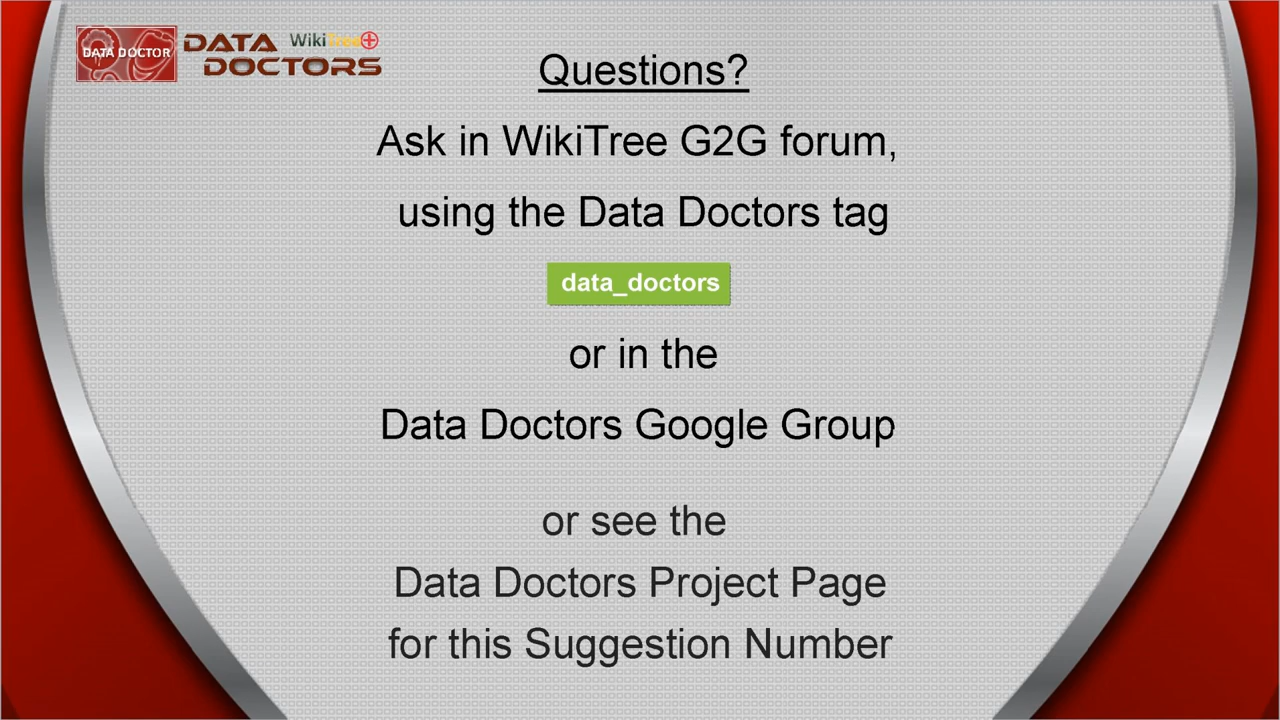 DATA DOCTOR
WikiTree
DATA
DOCTORS
Questions?
Ask in WikiTree G2G forum,
using the Data Doctors tag
data_doctors
or in the
Data Doctors Google Group
or see the
Data Doctors Project Page
for this Suggestion Number